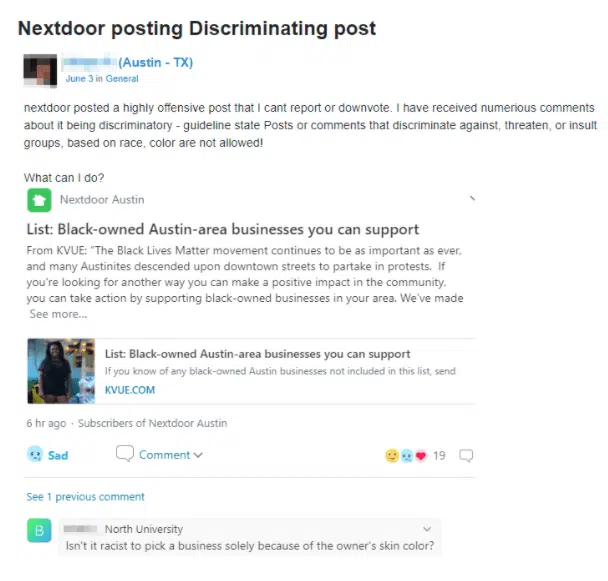 Nextdoor posting Discriminating post
(Austin - TX)
June 3 in General
nextdoor posted a highly offensive post that I cant report or downvote. I have received numerious comments
about it being discriminatory - guideline state Posts or comments that discriminate against, threaten, or insult
groups, based on race, color are not allowed!
What can I do?
Nextdoor Austin
List: Black-owned Austin-area businesses you can support
From KVUE: "The Black Lives Matter movement continues to be as important as ever,
and many Austinites descended upon downtown streets to partake in protests. If
you're looking for another way you can make a positive impact in the community,
you can take action by supporting black-owned businesses in your area. We've made
See more...
List: Black-owned Austin-area businesses you can support
If you know of any black-owned Austin businesses not included in this list, send
KVUE.COM
6 hr ago · Subscribers of Nextdoor Austin
Sad Comment 19
See 1 previous comment
B North University
Isn't it racist to pick a business solely because of the owner's skin color?